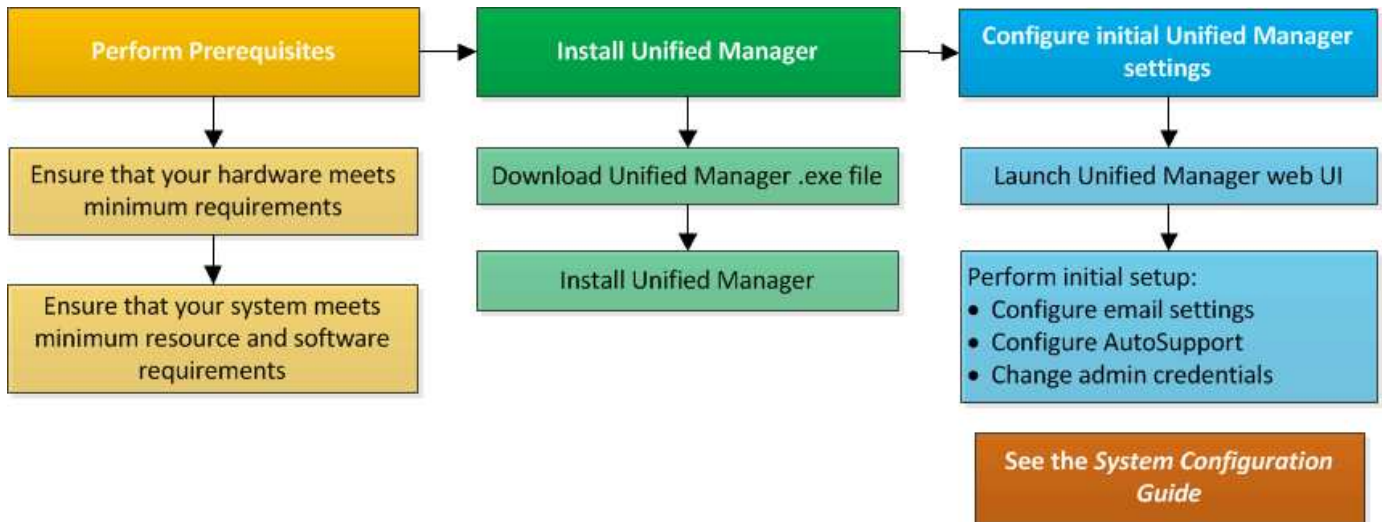 Perform Prerequisites
Ensure that your hardware meets
minimum requirements
Ensure that your system meets
minimum resource and software
requirements
Install Unified Manager
Download Unified Manager .exe file
Install Unified Manager
Configure initial Unified Manager
settings
Launch Unified Manager web UI
Perform initial setup:
• Configure email settings
• Configure AutoSupport
• Change admin credentials
See the System Configuration
Guide